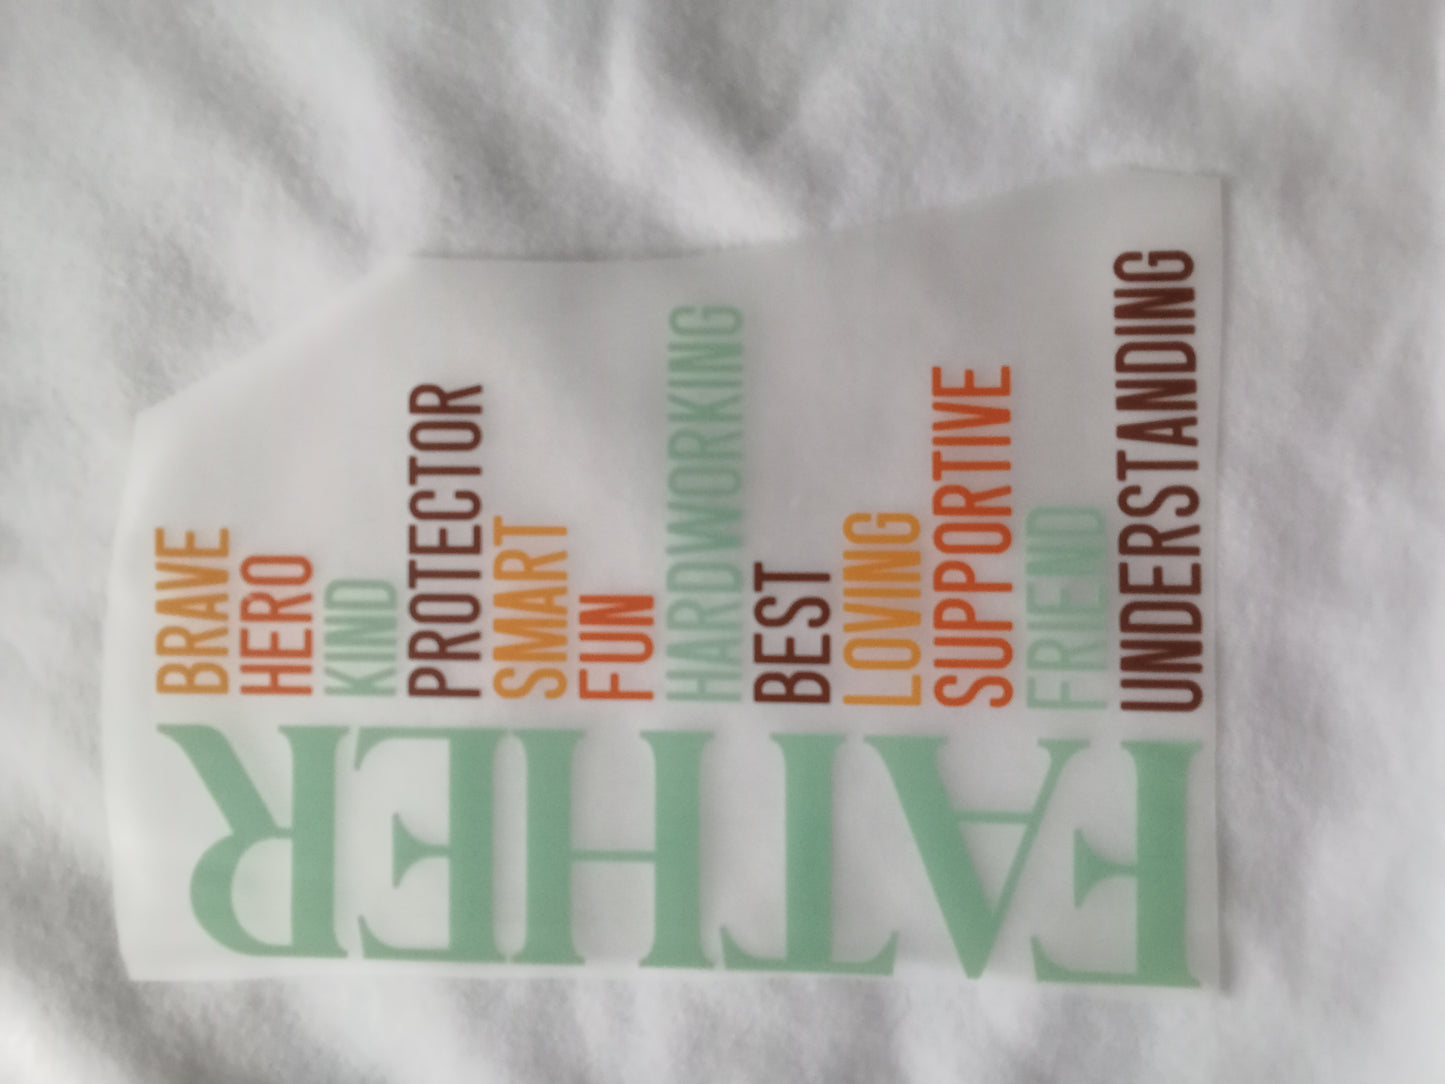 BRAVE
HERO
KIND
PROTECTOR
SMART
FUN
HARDWORKING
BEST
LOVING
SUPPORTIVE
FRIEND
UNDERSTANDING
FATHER